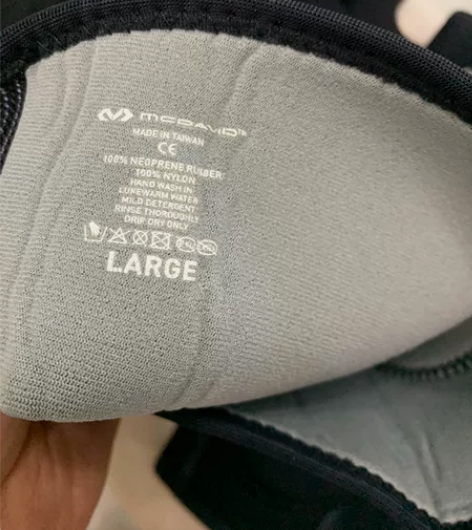 McDAVID™
MADE IN TAIWAN
CE
100% NEOPRENE RUBBER
100% NYLON
HAND WASH IN
LUKEWARM WATER
MILD DETERGENT
RINSE THOROUGHLY
DRIP DRY ONLY
LARGE